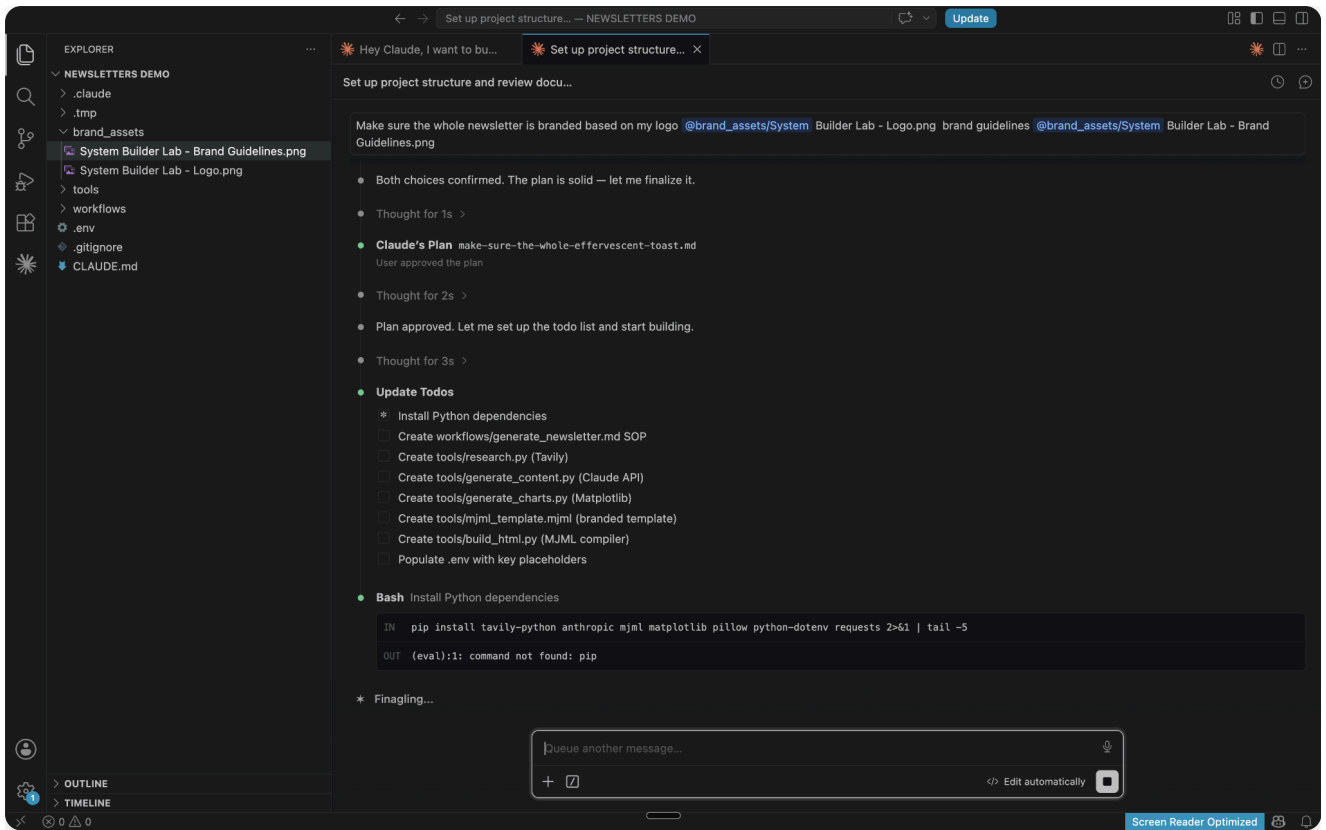 Set up project structure... — NEWSLETTERS DEMO
Update
EXPLORER
NEWSLETTERS DEMO
.claude
.tmp
brand_assets
System Builder Lab - Brand Guidelines.png
System Builder Lab - Logo.png
tools
workflows
.env
.gitignore
CLAUDE.md
OUTLINE
TIMELINE
Hey Claude, I want to bu...
Set up project structure...
Set up project structure and review docu...
Make sure the whole newsletter is branded based on my logo @brand_assets/System Builder Lab - Logo.png brand guidelines @brand_assets/System Builder Lab - Brand
Guidelines.png
Both choices confirmed. The plan is solid — let me finalize it.
Thought for 1s
Claude's Plan make-sure-the-whole-effervescent-toast.md
User approved the plan
Thought for 2s
Plan approved. Let me set up the todo list and start building.
Thought for 3s
Update Todos
Install Python dependencies
Create workflows/generate_newsletter.md SOP
Create tools/research.py (Tavily)
Create tools/generate_content.py (Claude API)
Create tools/generate_charts.py (Matplotlib)
Create tools/mjml_template.mjml (branded template)
Create tools/build_html.py (MJML compiler)
Populate .env with key placeholders
Bash Install Python dependencies
IN pip install tavily-python anthropic mjml matplotlib pillow python-dotenv requests 2>&1 | tail -5
OUT (eval):1: command not found: pip
Finagling...
Queue another message...
Edit automatically
1
0 0
Screen Reader Optimized